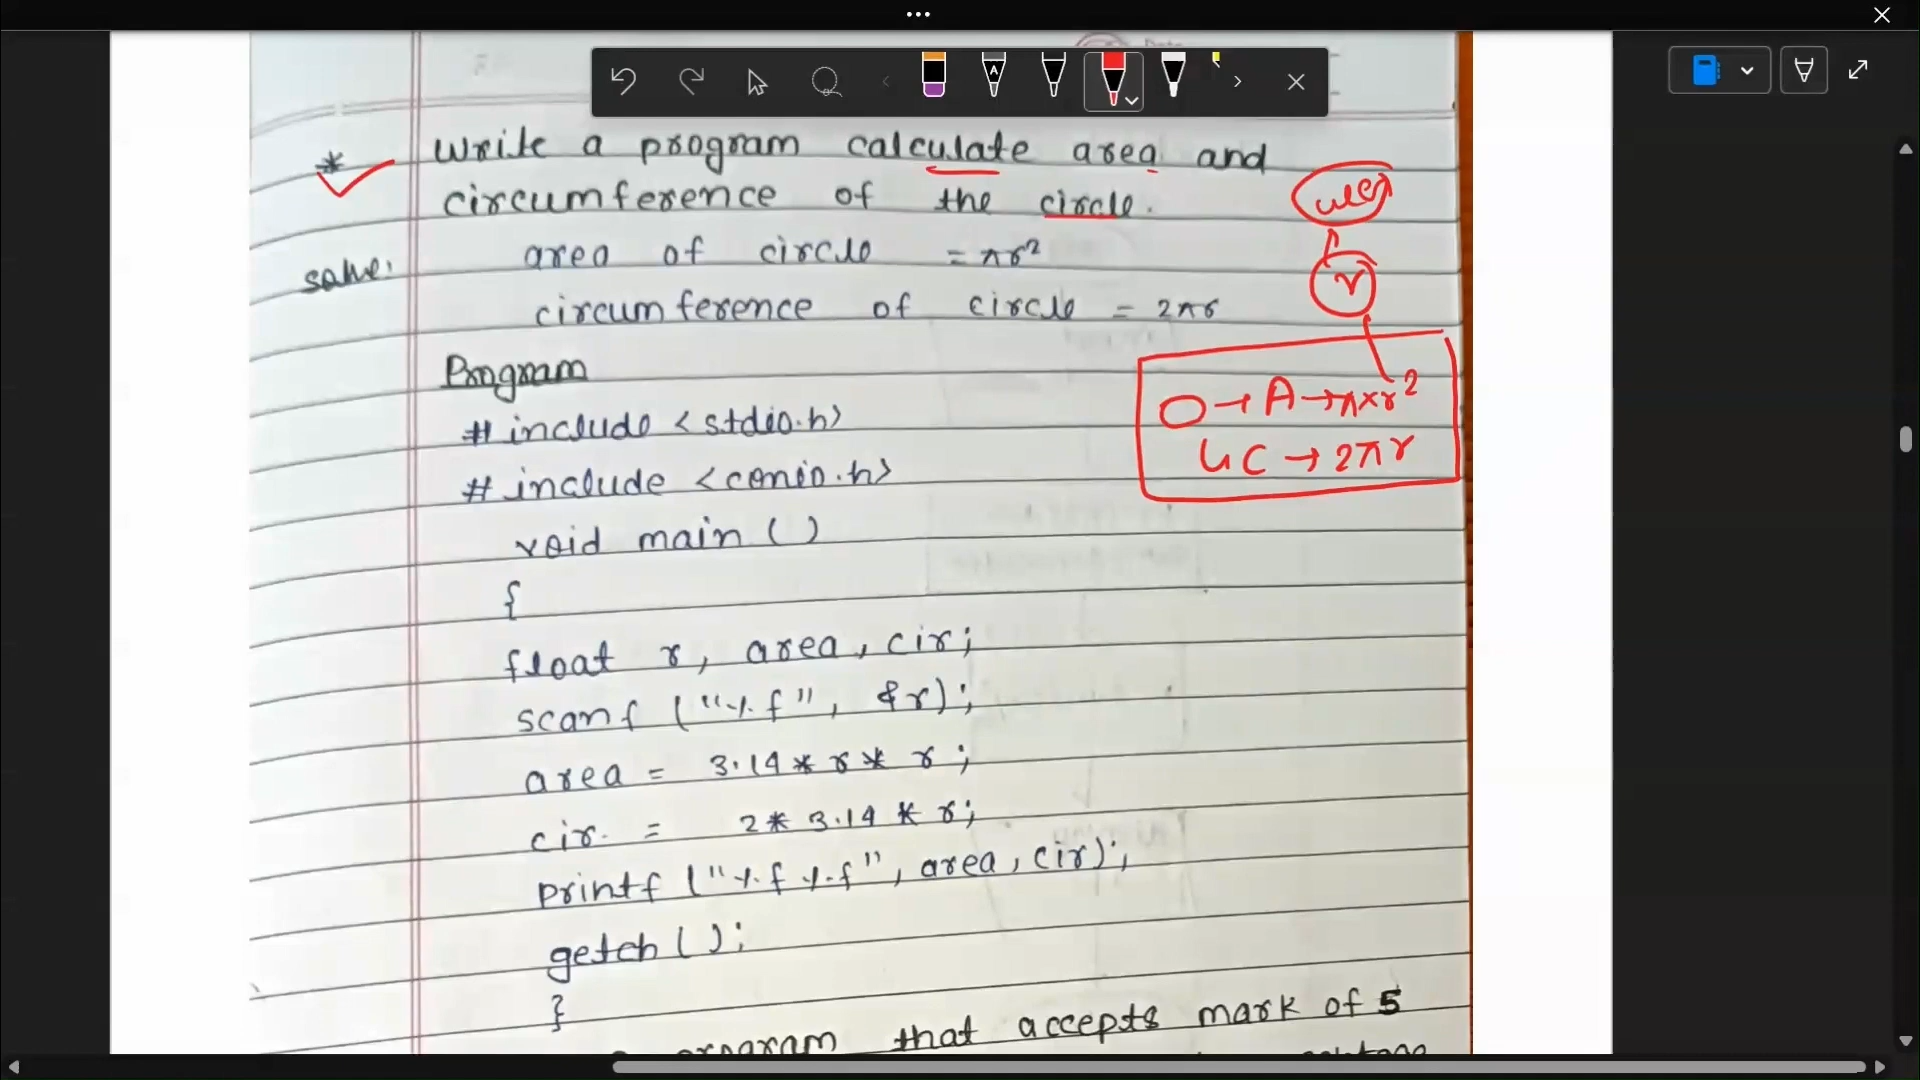 * Write a program calculate area and
circumference of the circle.
user
solve:
area of circle = πr²
r
circumference of circle = 2πr
Program
O→A→π×r²
↳C→2πr
#include <stdio.h>
#include <conio.h>
void main ()
{
float r, area, cir;
scanf ("%f", &r);
area = 3.14 * r * r ;
cir. = 2 * 3.14 * r;
printf ("%f %f", area, cir);
getch ();
}
program that accepts mark of 5